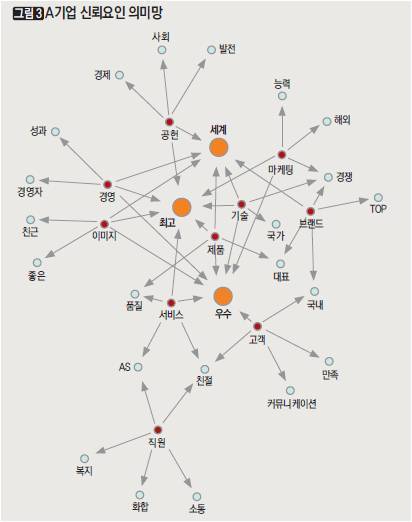 그림 3 A기업 신뢰요인 의미망
사회
발전
경제
능력
해외
성과
공헌
세계
마케팅
경쟁
경영자
경영
TOP
친근
이미지
최고
기술
국가
브랜드
제품
좋은
대표
품질
서비스
우수
국내
고객
AS
친절
만족
커뮤니케이션
직원
복지
화합
소통